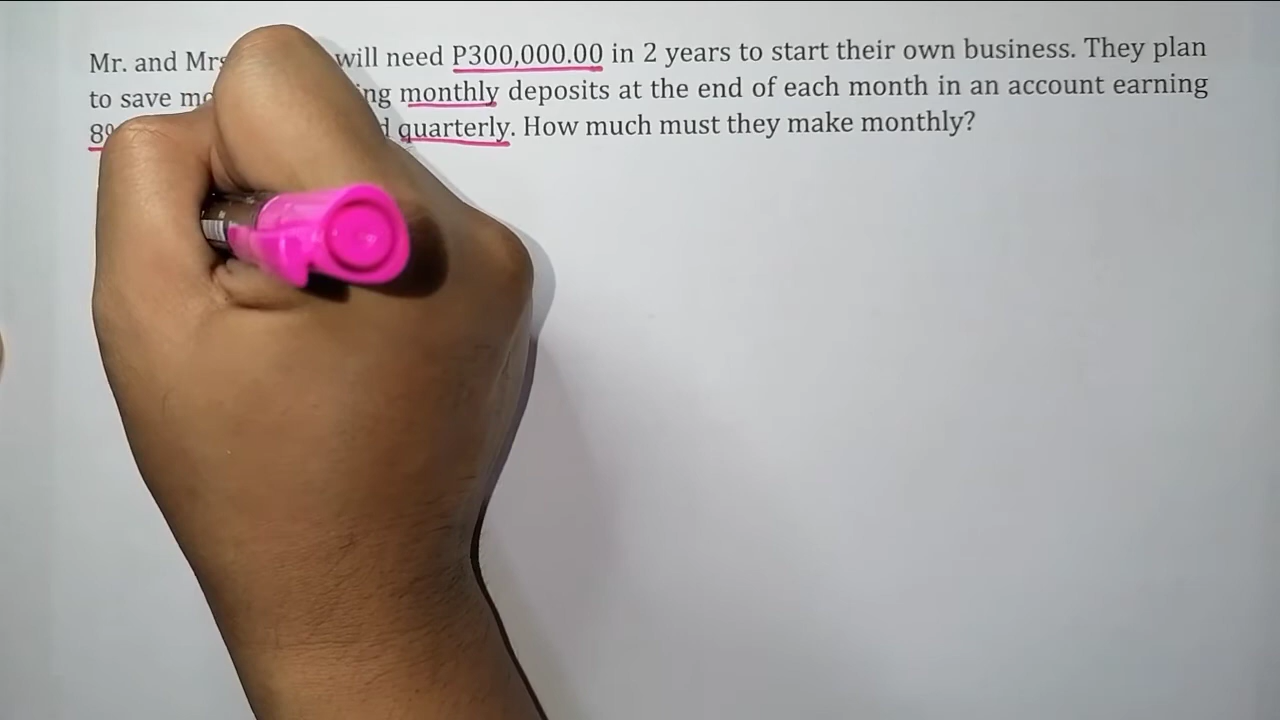 Mr. and Mrs will need P300,000.00 in 2 years to start their own business. They plan
to save monthly deposits at the end of each month in an account earning
quarterly. How much must they make monthly?